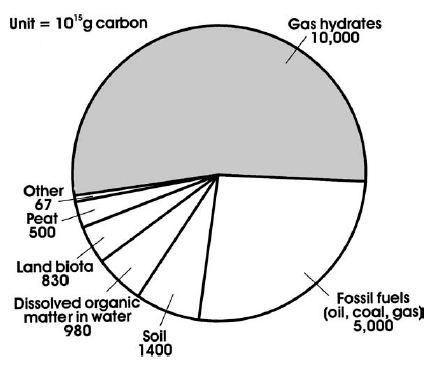 Unit = 10¹⁵g carbon
Gas hydrates
10,000
Other
67
Peat
500
Land biota
830
Dissolved organic
matter in water
980
Soil
1400
Fossil fuels
(oil, coal, gas)
5,000